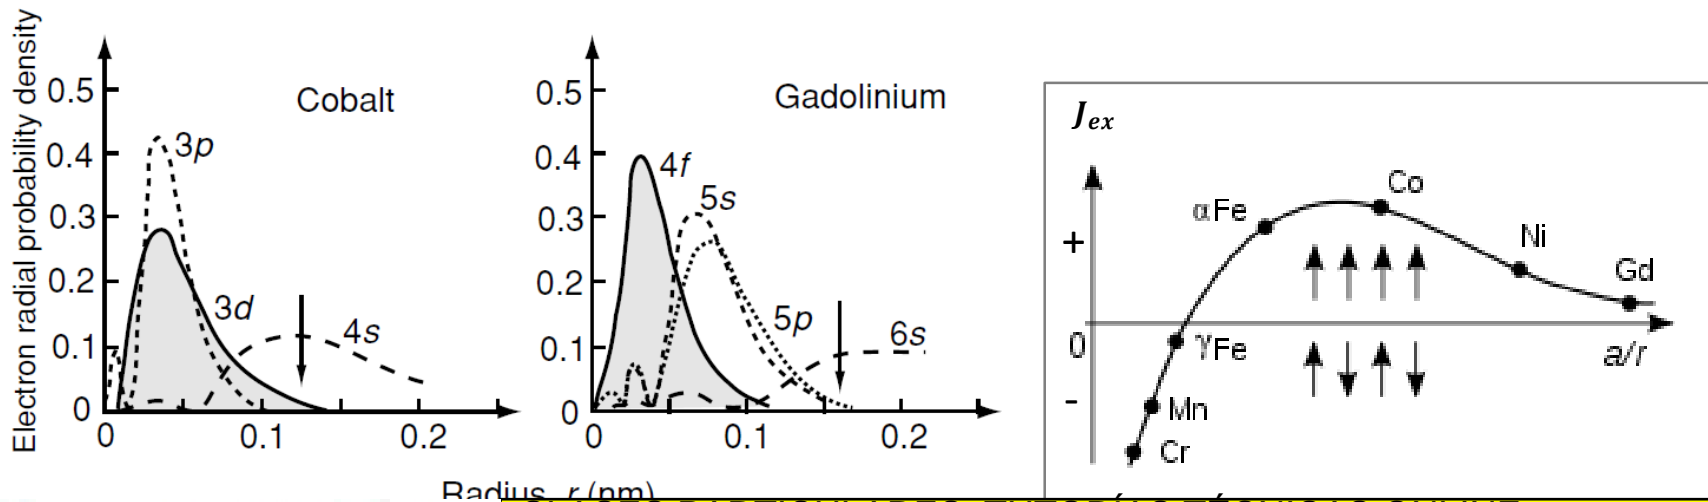 Electron radial probability density
0.5
0.4
0.3
0.2
0.1
0
Cobalt
3p
3d
4s
0
0.1
0.2
0.5
0.4
0.3
0.2
0.1
0
Gadolinium
4f
5s
5p
6s
0
0.1
0.2
Radius, r (nm)
Jex
+
0
-
αFe
Co
Ni
Gd
γFe
Mn
Cr
a/r